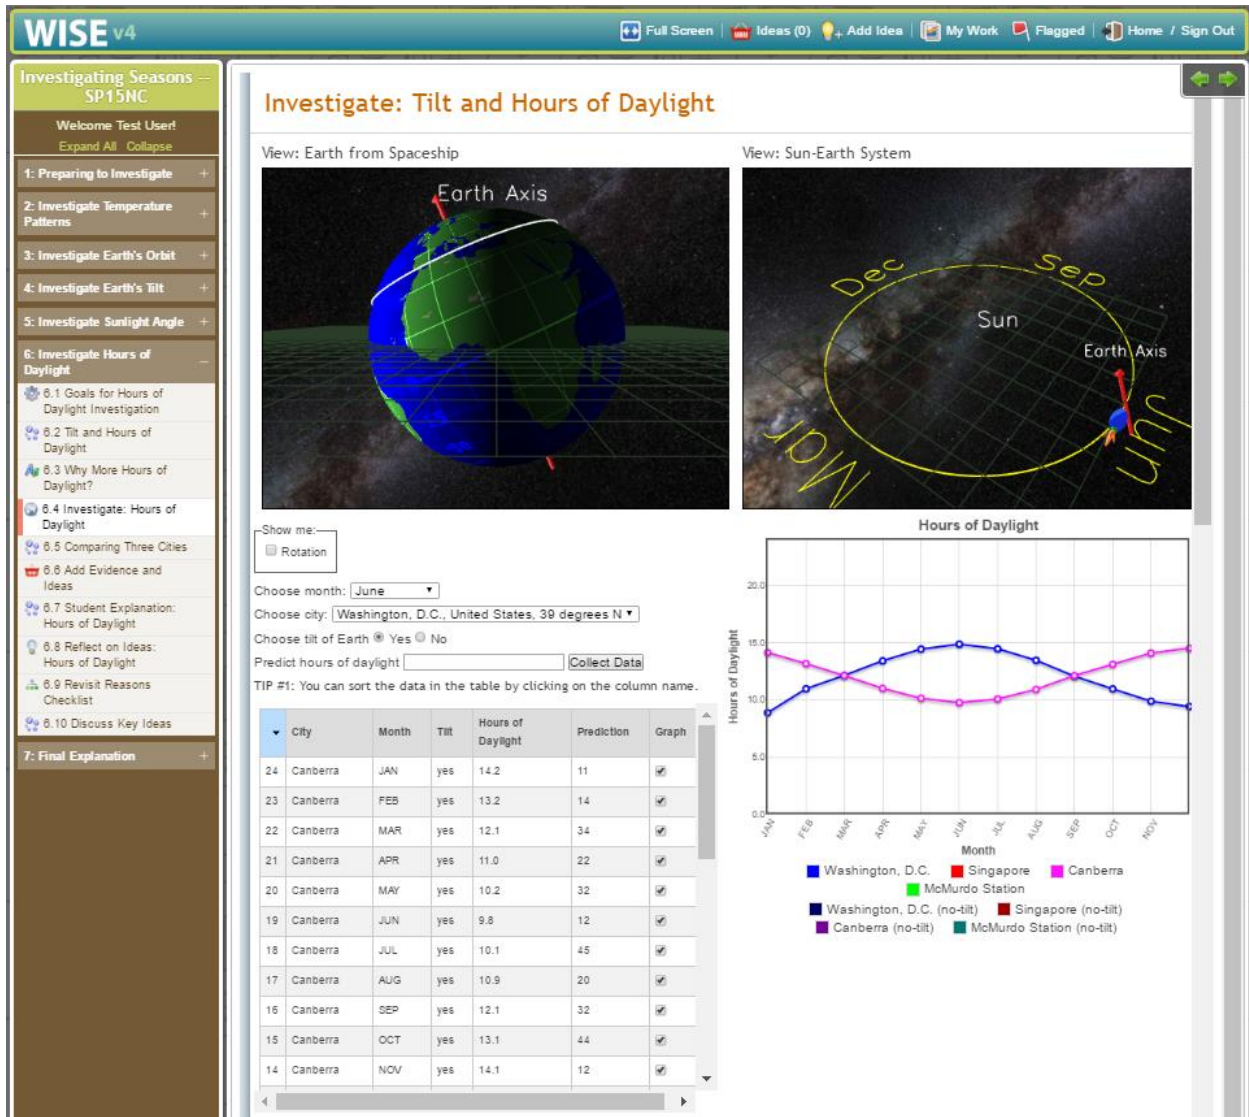 WISE v4
Full Screen | Ideas (0) Add Idea | My Work Flagged | Home / Sign Out
Investigating Seasons --
SP15NC
Welcome Test User!
Expand All Collapse
1: Preparing to Investigate +
2: Investigate Temperature
Patterns +
3: Investigate Earth's Orbit +
4: Investigate Earth's Tilt +
5: Investigate Sunlight Angle +
6: Investigate Hours of
Daylight –
6.1 Goals for Hours of
Daylight Investigation
6.2 Tilt and Hours of
Daylight
6.3 Why More Hours of
Daylight?
6.4 Investigate: Hours of
Daylight
6.5 Comparing Three Cities
6.6 Add Evidence and
Ideas
6.7 Student Explanation:
Hours of Daylight
6.8 Reflect on Ideas:
Hours of Daylight
6.9 Revisit Reasons
Checklist
6.10 Discuss Key Ideas
7: Final Explanation +
Investigate: Tilt and Hours of Daylight
View: Earth from Spaceship
Earth Axis
View: Sun-Earth System
Dec
Sep
Sun
Earth Axis
Mar
Jun
Show me:
Rotation
Choose month: June
Choose city: Washington, D.C., United States, 39 degrees N
Choose tilt of Earth Yes No
Predict hours of daylight Collect Data
TIP #1: You can sort the data in the table by clicking on the column name.
City Month Tilt Hours of Daylight Prediction Graph
24 Canberra JAN yes 14.2 11
23 Canberra FEB yes 13.2 14
22 Canberra MAR yes 12.1 34
21 Canberra APR yes 11.0 22
20 Canberra MAY yes 10.2 32
19 Canberra JUN yes 9.8 12
18 Canberra JUL yes 10.1 45
17 Canberra AUG yes 10.9 20
16 Canberra SEP yes 12.1 32
15 Canberra OCT yes 13.1 44
14 Canberra NOV yes 14.1 12
Hours of Daylight
Hours of Daylight
20.0
15.0
10.0
5.0
0.0
JAN FEB MAR APR MAY JUN JUL AUG SEP OCT NOV
Month
Washington, D.C. Singapore Canberra
McMurdo Station
Washington, D.C. (no-tilt) Singapore (no-tilt)
Canberra (no-tilt) McMurdo Station (no-tilt)